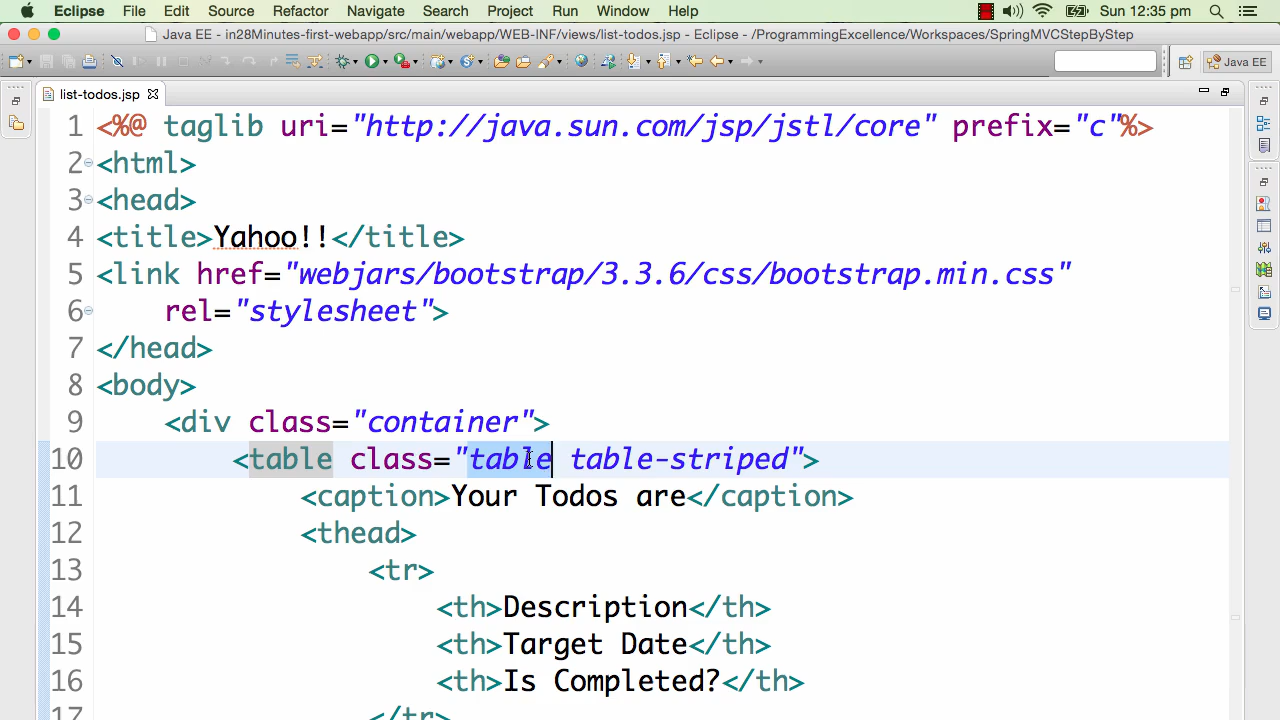 Eclipse File Edit Source Refactor Navigate Search Project Run Window Help Sun 12:35 pm
Java EE - in28Minutes-first-webapp/src/main/webapp/WEB-INF/views/list-todos.jsp - Eclipse - /ProgrammingExcellence/Workspaces/SpringMVCStepByStep
Java EE
list-todos.jsp
1 <%@ taglib uri="http://java.sun.com/jsp/jstl/core" prefix="c"%>
2 <html>
3 <head>
4 <title>Yahoo!!</title>
5 <link href="webjars/bootstrap/3.3.6/css/bootstrap.min.css"
6 rel="stylesheet">
7 </head>
8 <body>
9 <div class="container">
10 <table class="table table-striped">
11 <caption>Your Todos are</caption>
12 <thead>
13 <tr>
14 <th>Description</th>
15 <th>Target Date</th>
16 <th>Is Completed?</th>
17 </tr>